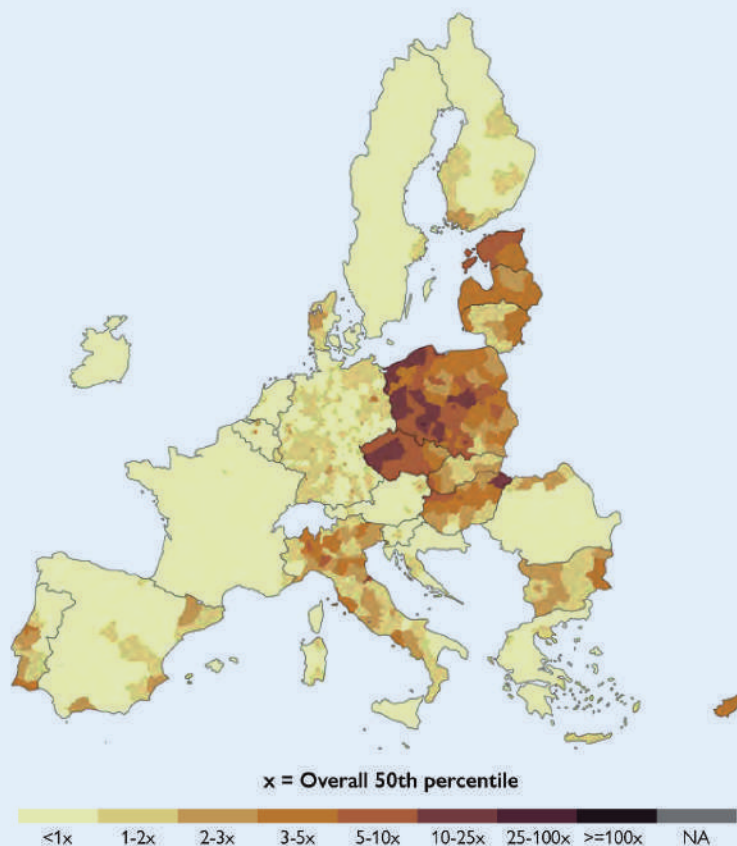 x = Overall 50th percentile
<1x 1-2x 2-3x 3-5x 5-10x 10-25x 25-100x >=100x NA